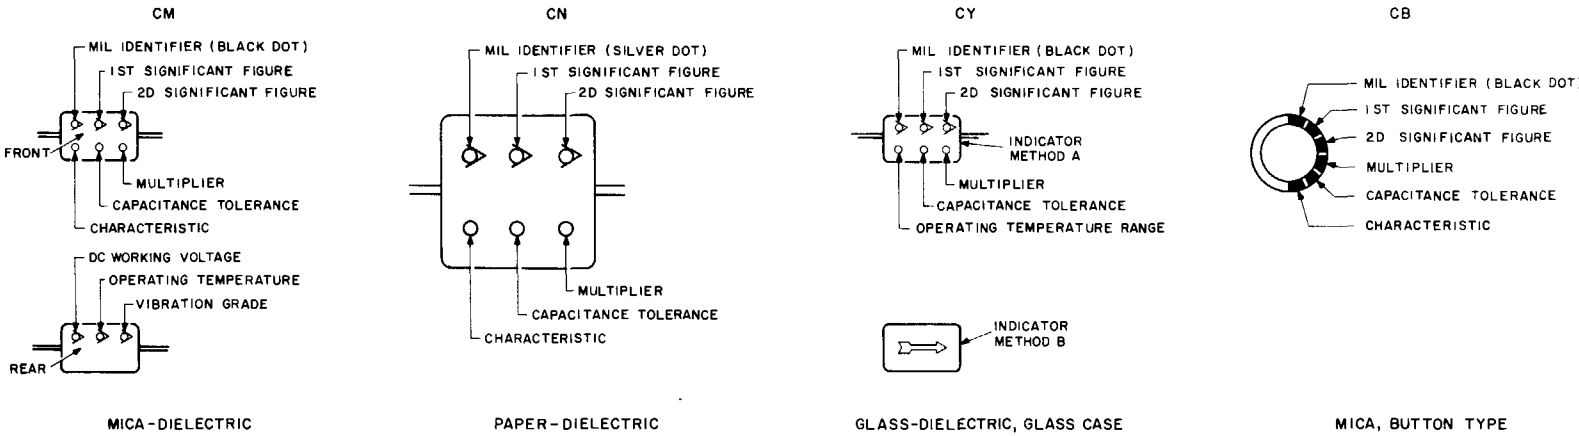 CM
MIL IDENTIFIER (BLACK DOT)
1ST SIGNIFICANT FIGURE
2D SIGNIFICANT FIGURE
FRONT
MULTIPLIER
CAPACITANCE TOLERANCE
CHARACTERISTIC
DC WORKING VOLTAGE
OPERATING TEMPERATURE
VIBRATION GRADE
REAR
MICA-DIELECTRIC
CN
MIL IDENTIFIER (SILVER DOT)
1ST SIGNIFICANT FIGURE
2D SIGNIFICANT FIGURE
MULTIPLIER
CAPACITANCE TOLERANCE
CHARACTERISTIC
PAPER-DIELECTRIC
CY
MIL IDENTIFIER (BLACK DOT)
1ST SIGNIFICANT FIGURE
2D SIGNIFICANT FIGURE
INDICATOR
METHOD A
MULTIPLIER
CAPACITANCE TOLERANCE
OPERATING TEMPERATURE RANGE
INDICATOR
METHOD B
GLASS-DIELECTRIC, GLASS CASE
CB
MIL IDENTIFIER (BLACK DOT)
1ST SIGNIFICANT FIGURE
2D SIGNIFICANT FIGURE
MULTIPLIER
CAPACITANCE TOLERANCE
CHARACTERISTIC
MICA, BUTTON TYPE